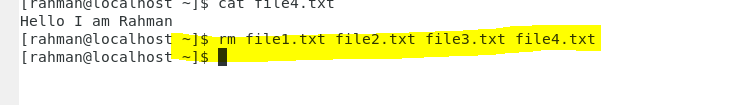 [rahman@localhost ~]$ cat file4.txt
Hello I am Rahman
[rahman@localhost ~]$ rm file1.txt file2.txt file3.txt file4.txt
[rahman@localhost ~]$